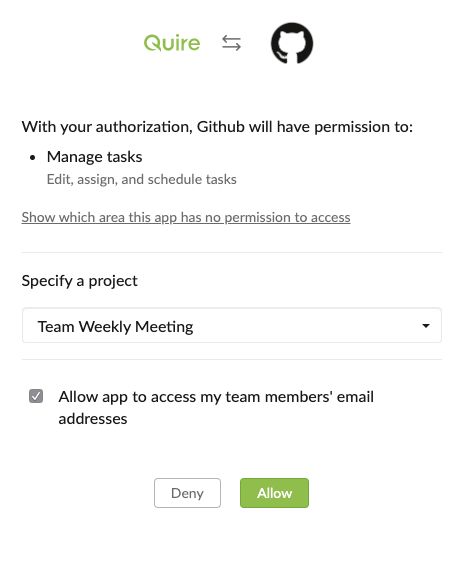 Quire
With your authorization, Github will have permission to:
• Manage tasks
Edit, assign, and schedule tasks
Show which area this app has no permission to access
Specify a project
Team Weekly Meeting
Allow app to access my team members' email
addresses
Deny
Allow